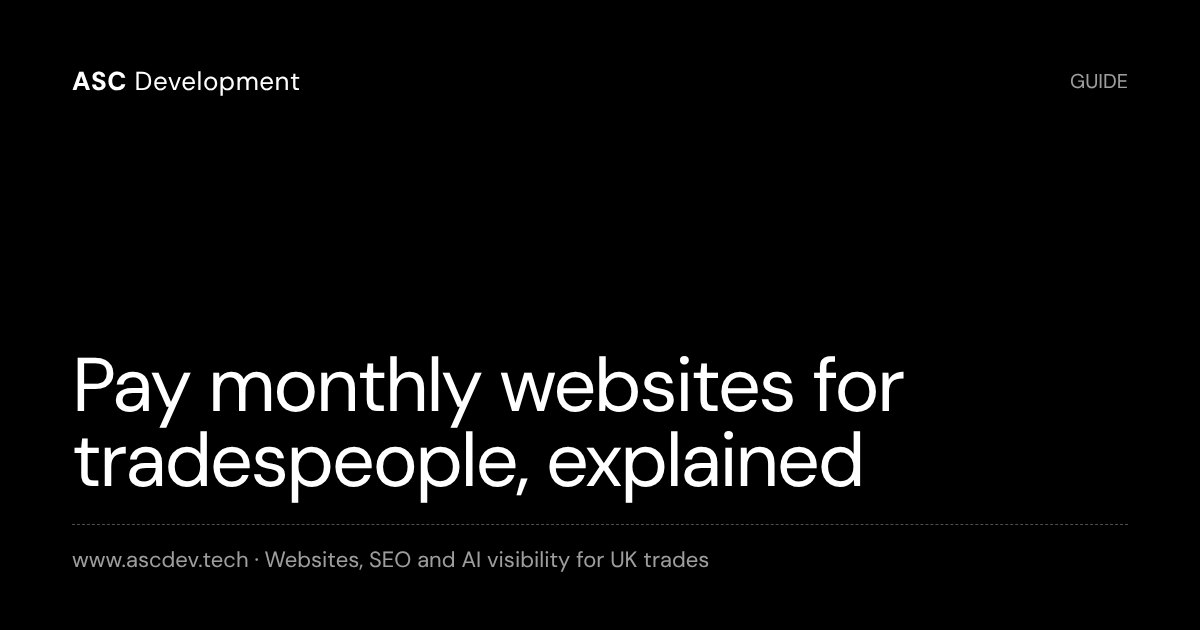 ASC Development
GUIDE
Pay monthly websites for
tradespeople, explained
www.ascdev.tech · Websites, SEO and AI visibility for UK trades